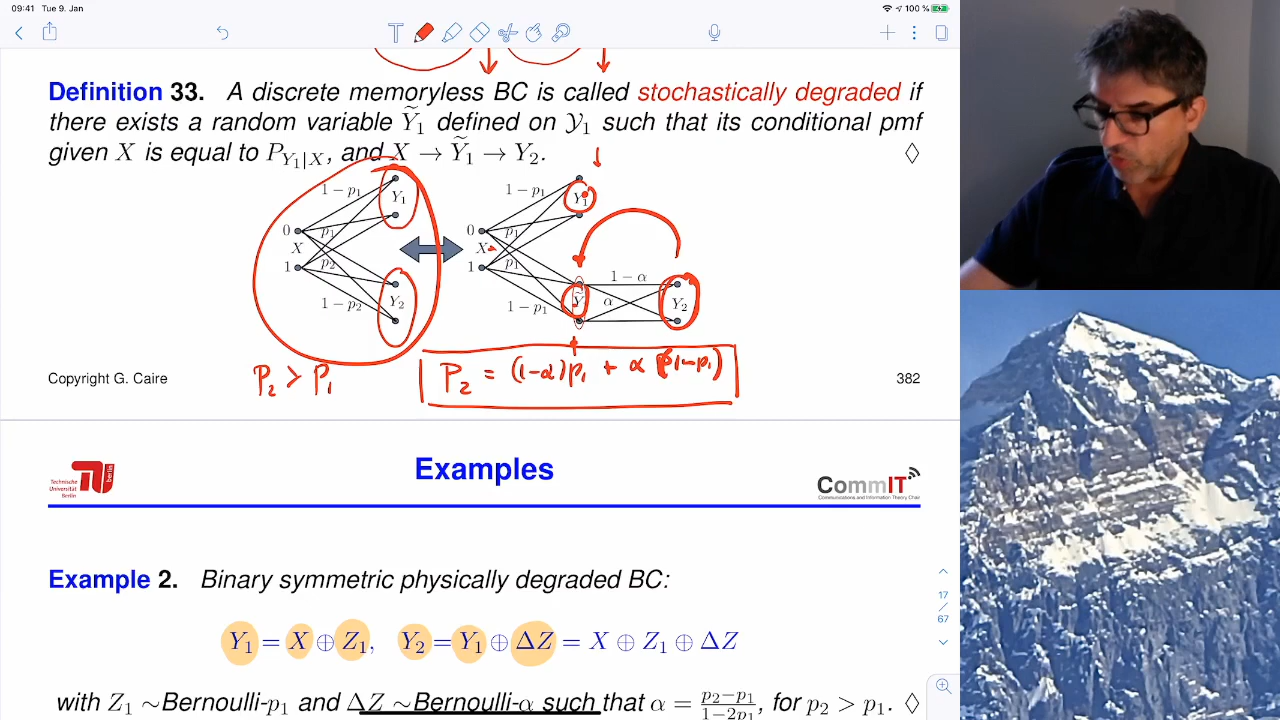 09:41 Tue 9. Jan
100 %
Definition 33. A discrete memoryless BC is called stochastically degraded if
there exists a random variable Ỹ₁ defined on 𝒴₁ such that its conditional pmf
given X is equal to P_{Y₁|X}, and X → Ỹ₁ → Y₂. ◇
1 − p₁
Y₁
0
p₁
X
p₂
1
1 − p₂
Y₂
1 − p₁
Y₁
0
p₁
X
p₁
1
1 − p₁
Ỹ
1 − α
α
Y₂
P₂ > P₁
P₂ = (1−α)p₁ + α (1−p₁)
Copyright G. Caire
382
Technische
Universität
Berlin
Examples
CommIT
Communications and Information Theory Chair
Example 2. Binary symmetric physically degraded BC:
Y₁ = X ⊕ Z₁, Y₂ = Y₁ ⊕ ΔZ = X ⊕ Z₁ ⊕ ΔZ
with Z₁ ∼Bernoulli-p₁ and ΔZ ∼Bernoulli-α such that α = (p₂−p₁)/(1−2p₁), for p₂ > p₁. ◇
17
/
67